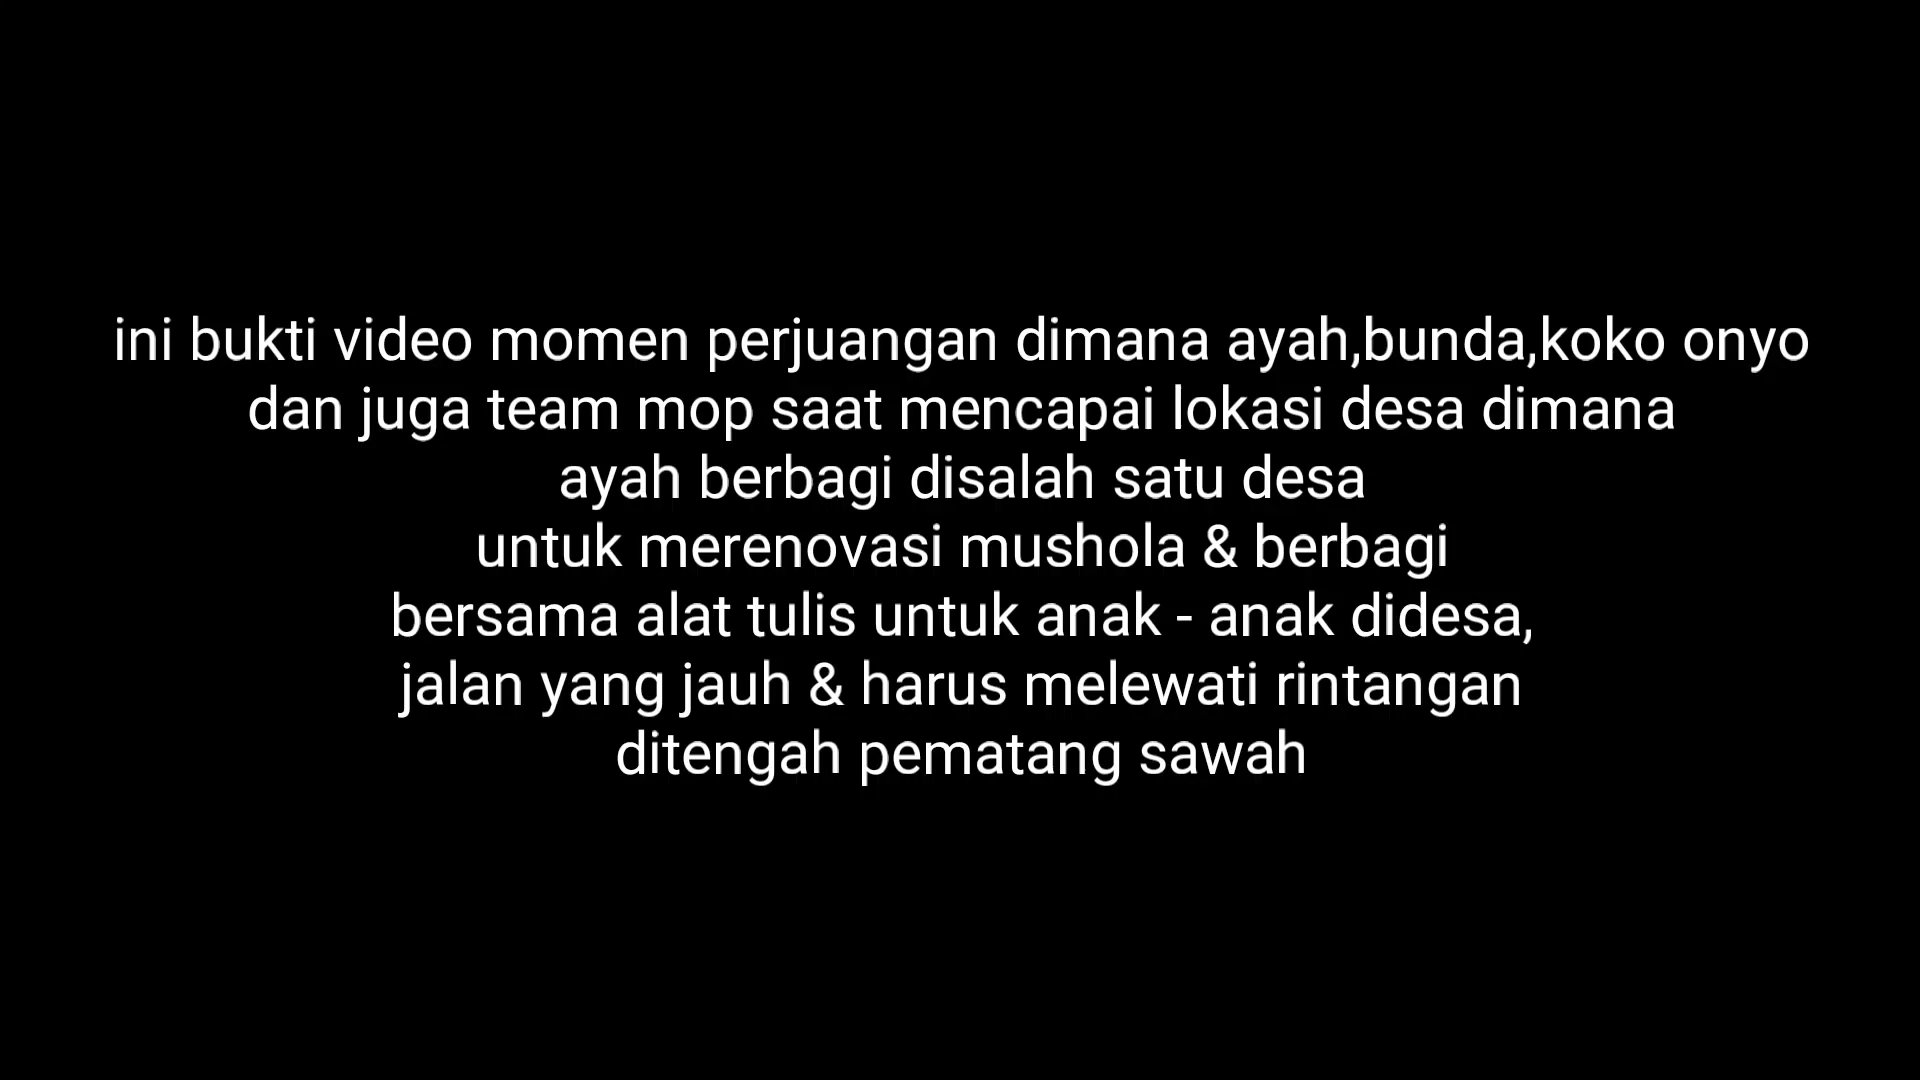 ini bukti video momen perjuangan dimana ayah,bunda,koko onyo
dan juga team mop saat mencapai lokasi desa dimana
ayah berbagi disalah satu desa
untuk merenovasi mushola & berbagi
bersama alat tulis untuk anak - anak didesa,
jalan yang jauh & harus melewati rintangan
ditengah pematang sawah